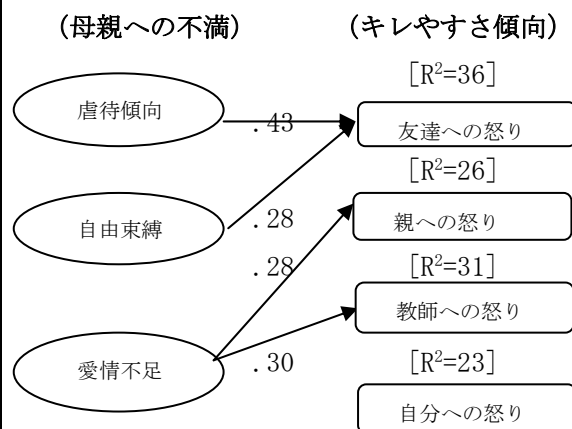 (母親への不満) (キレやすさ傾向)
[R²=36]
虐待傾向 .43 友達への怒り
[R²=26]
自由束縛 .28 親への怒り
.28 [R²=31]
教師への怒り
愛情不足 .30 [R²=23]
自分への怒り